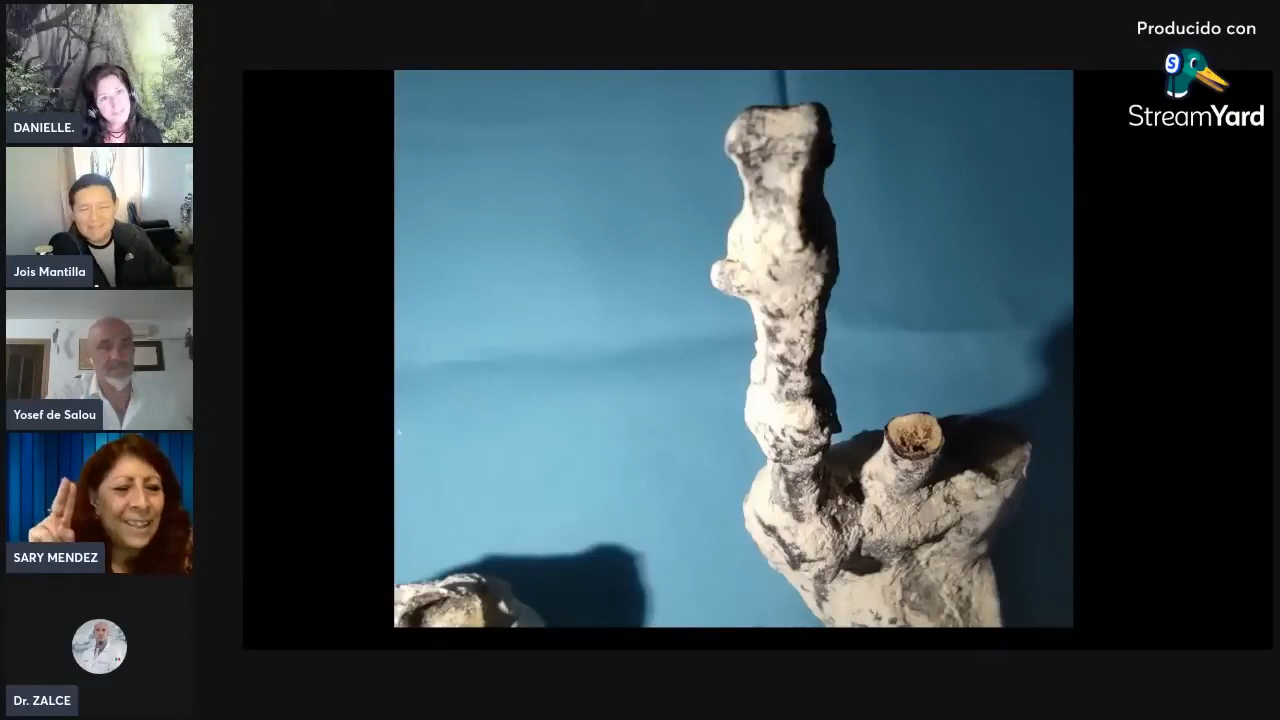 DANIELLE.
Jois Mantilla
Yosef de Salou
SARY MENDEZ
Dr. ZALCE
Producido con
S
StreamYard